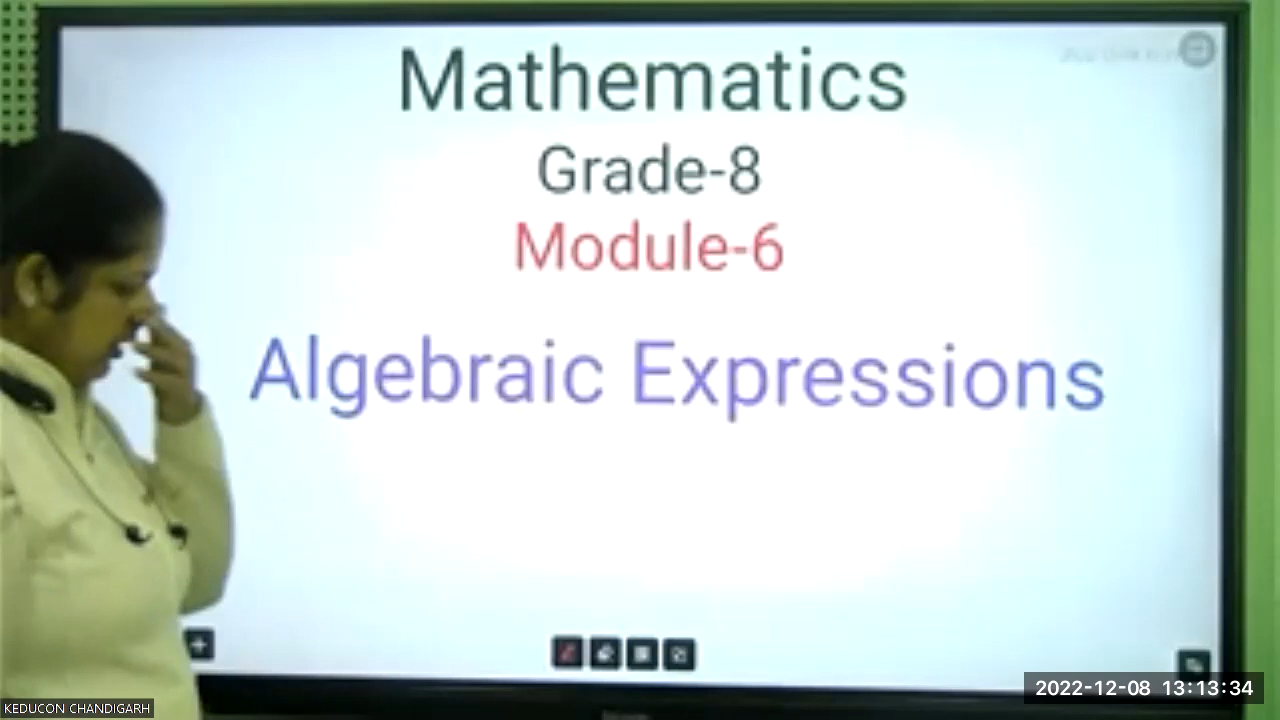 Mathematics
Grade-8
Module-6
Algebraic Expressions
KEDUCON CHANDIGARH
2022-12-08 13:13:34